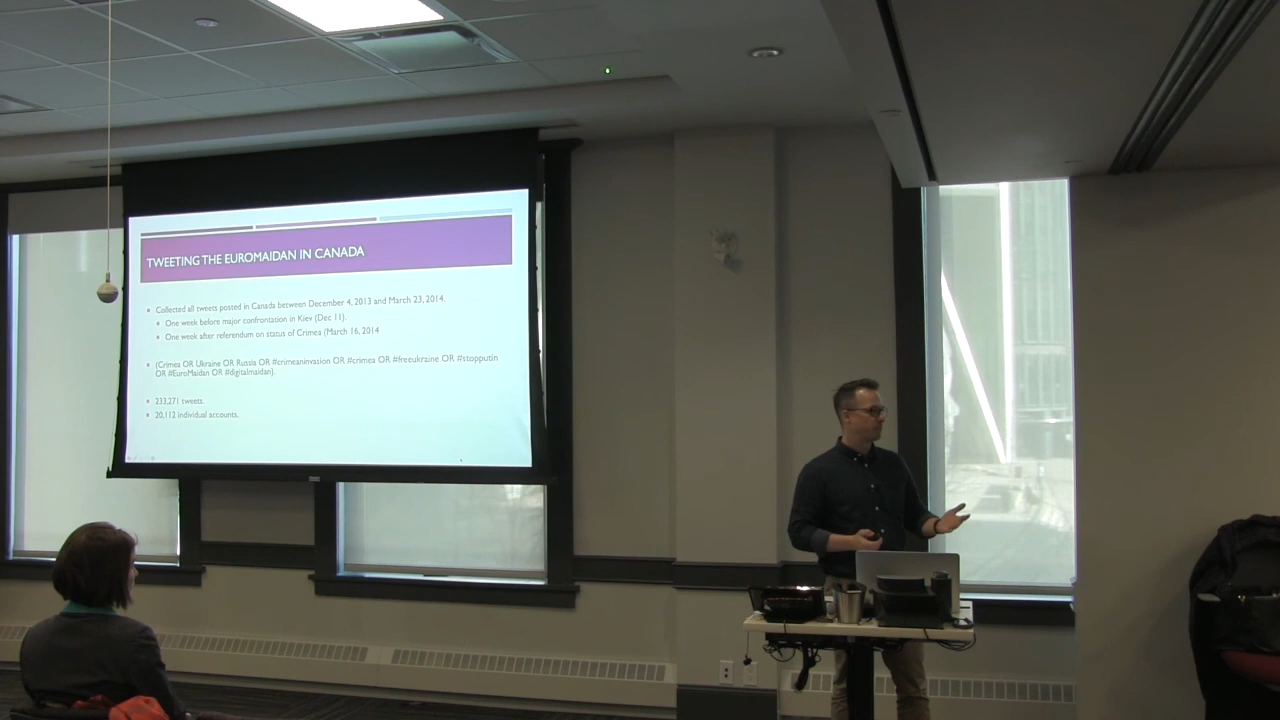 TWEETING THE EUROMAIDAN IN CANADA
Collected all tweets posted in Canada between December 4, 2013 and March 23, 2014.
One week before major confrontation in Kiev (Dec 11).
One week after referendum on status of Crimea (March 16, 2014
(Crimea OR Ukraine OR Russia OR #crimeaninvasion OR #crimea OR #freeukraine OR #stopputin
OR #EuroMaidan OR #digitalmaidan).
233,271 tweets.
20,112 individual accounts.